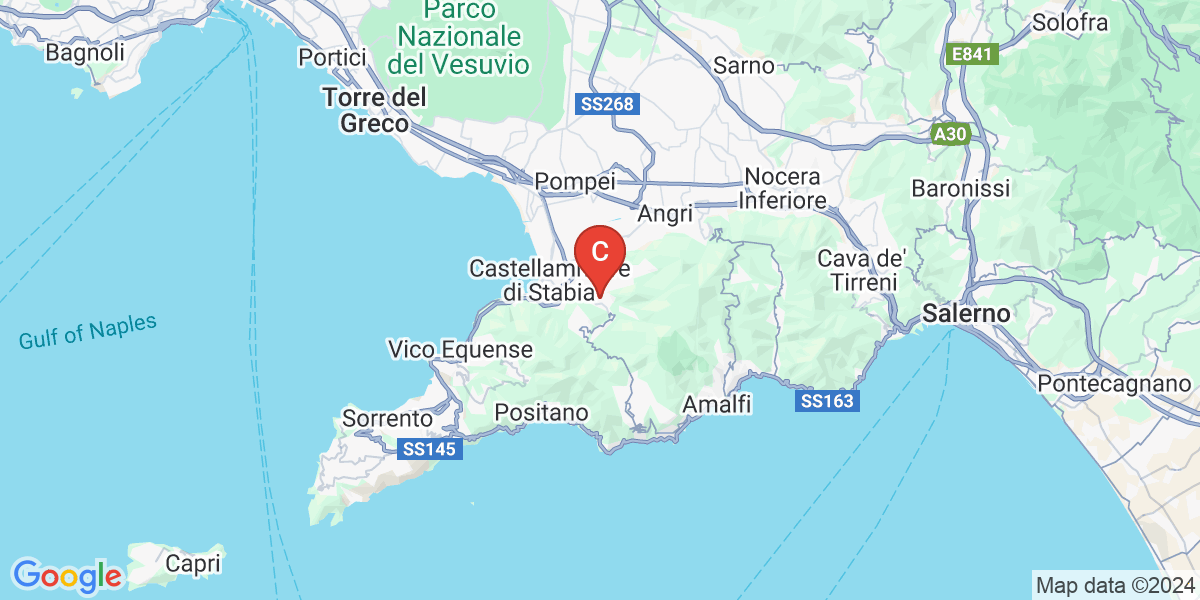 Parco
Nazionale
del Vesuvio
Solofra
Bagnoli
Portici
E841
Sarno
Torre del
Greco
SS268
A30
Pompei
Nocera
Inferiore
Baronissi
Angri
C
Castellammare
di Stabia
Cava de'
Tirreni
Salerno
Gulf of Naples
Vico Equense
Pontecagnano
Sorrento
Positano
Amalfi
SS163
SS145
Capri
Google
Map data ©2024